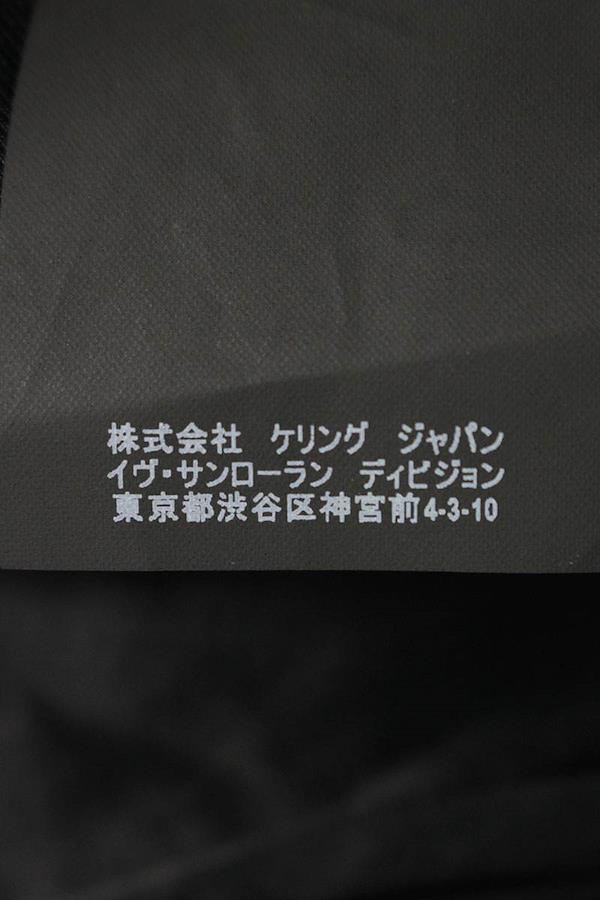 株式会社 ケリング ジャパン
イヴ・サンローラン ディビジョン
東京都渋谷区神宮前4-3-10